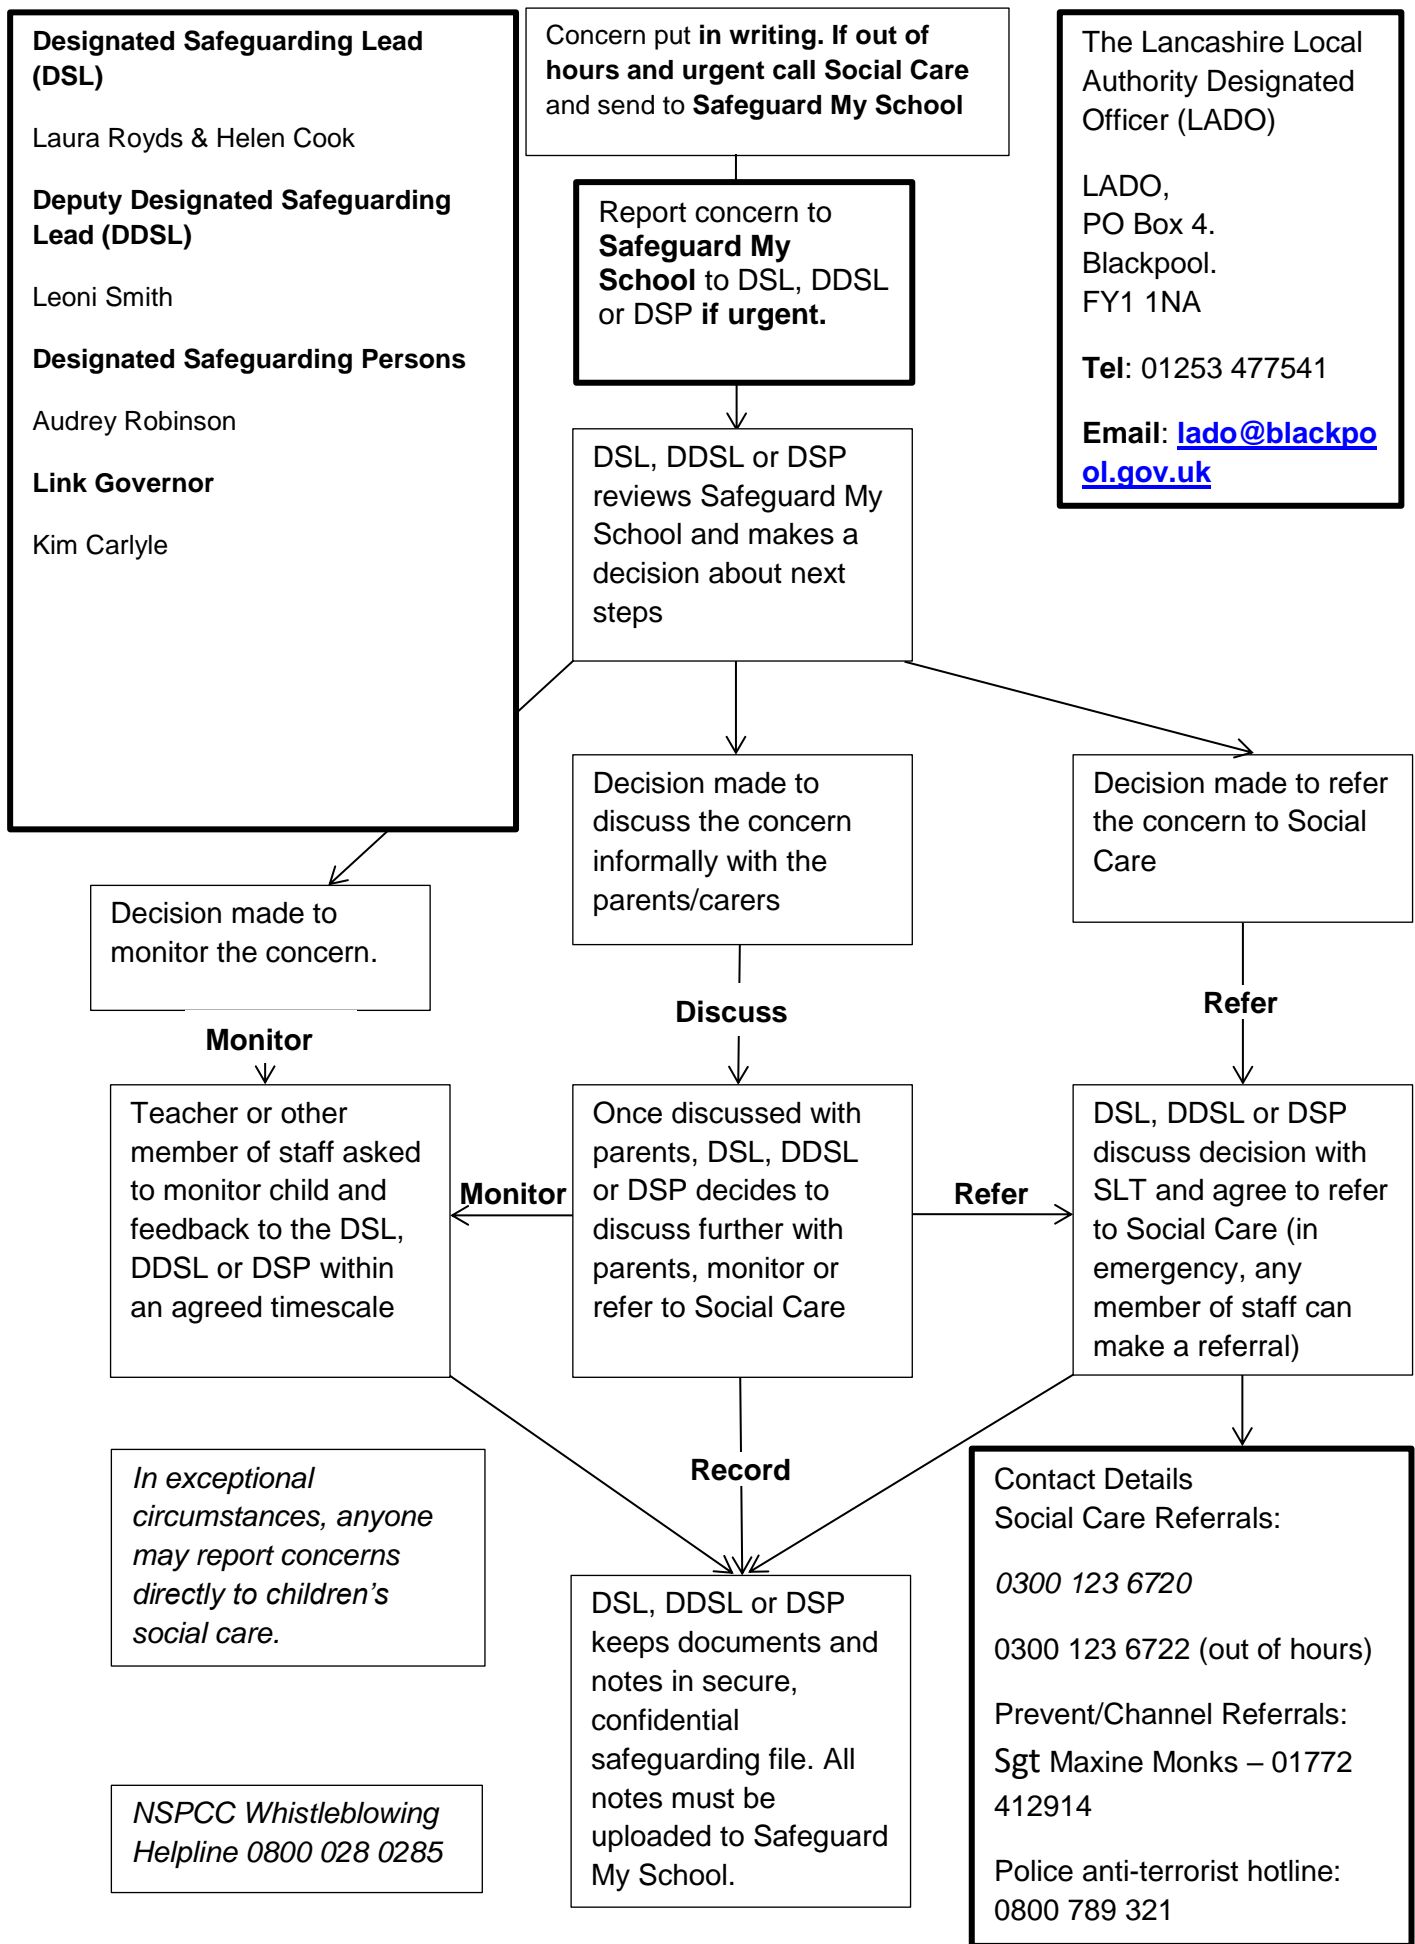 Designated Safeguarding Lead
(DSL)
Laura Royds & Helen Cook
Deputy Designated Safeguarding
Lead (DDSL)
Leoni Smith
Designated Safeguarding Persons
Audrey Robinson
Link Governor
Kim Carlyle
Concern put in writing. If out of
hours and urgent call Social Care
and send to Safeguard My School
The Lancashire Local
Authority Designated
Officer (LADO)
LADO,
PO Box 4.
Blackpool.
FY1 1NA
Tel: 01253 477541
Email: lado@blackpo
ol.gov.uk
Report concern to
Safeguard My
School to DSL, DDSL
or DSP if urgent.
DSL, DDSL or DSP
reviews Safeguard My
School and makes a
decision about next
steps
Decision made to
monitor the concern.
Decision made to
discuss the concern
informally with the
parents/carers
Decision made to refer
the concern to Social
Care
Monitor
Discuss
Refer
Teacher or other
member of staff asked
to monitor child and
feedback to the DSL,
DDSL or DSP within
an agreed timescale
Monitor
Once discussed with
parents, DSL, DDSL
or DSP decides to
discuss further with
parents, monitor or
refer to Social Care
Refer
DSL, DDSL or DSP
discuss decision with
SLT and agree to refer
to Social Care (in
emergency, any
member of staff can
make a referral)
In exceptional
circumstances, anyone
may report concerns
directly to children’s
social care.
Record
NSPCC Whistleblowing
Helpline 0800 028 0285
DSL, DDSL or DSP
keeps documents and
notes in secure,
confidential
safeguarding file. All
notes must be
uploaded to Safeguard
My School.
Contact Details
Social Care Referrals:
0300 123 6720
0300 123 6722 (out of hours)
Prevent/Channel Referrals:
Sgt Maxine Monks – 01772
412914
Police anti-terrorist hotline:
0800 789 321